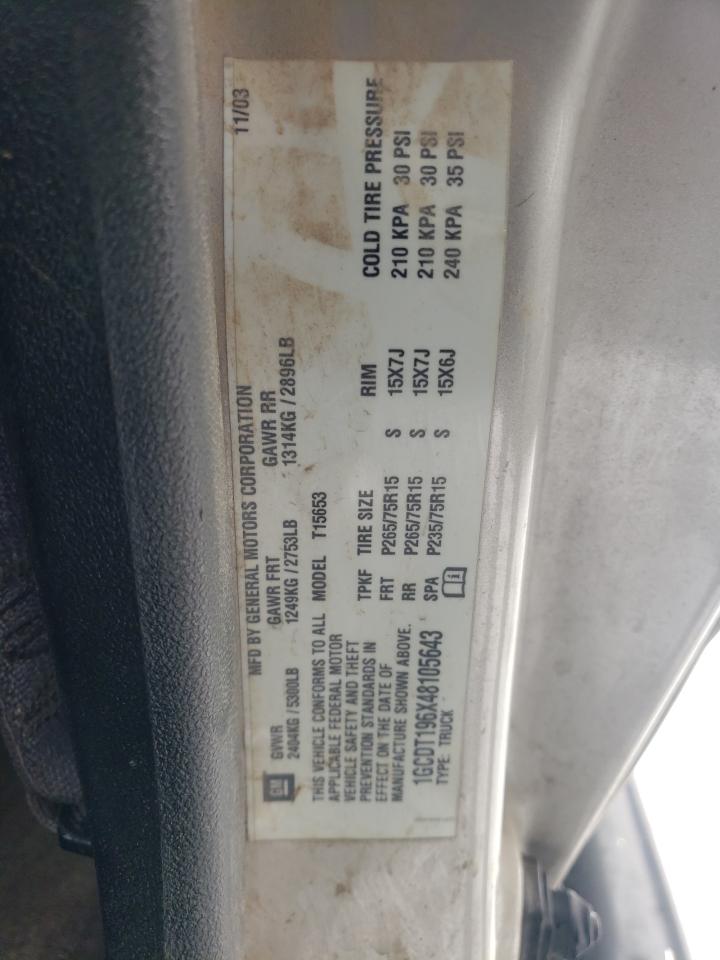 MFD BY GENERAL MOTORS CORPORATION 11/03
GM
GVWR GAWR FRT GAWR RR
2404KG / 5300LB 1249KG / 2753LB 1314KG / 2896LB
THIS VEHICLE CONFORMS TO ALL
APPLICABLE FEDERAL MOTOR
VEHICLE SAFETY AND THEFT
PREVENTION STANDARDS IN
EFFECT ON THE DATE OF
MANUFACTURE SHOWN ABOVE.
1GCDT196X48105643
TYPE: TRUCK
MODEL T15653
TPKF TIRE SIZE RIM COLD TIRE PRESSURE
FRT P265/75R15 S 15X7J 210 KPA 30 PSI
RR P265/75R15 S 15X7J 210 KPA 30 PSI
SPA P235/75R15 S 15X6J 240 KPA 35 PSI